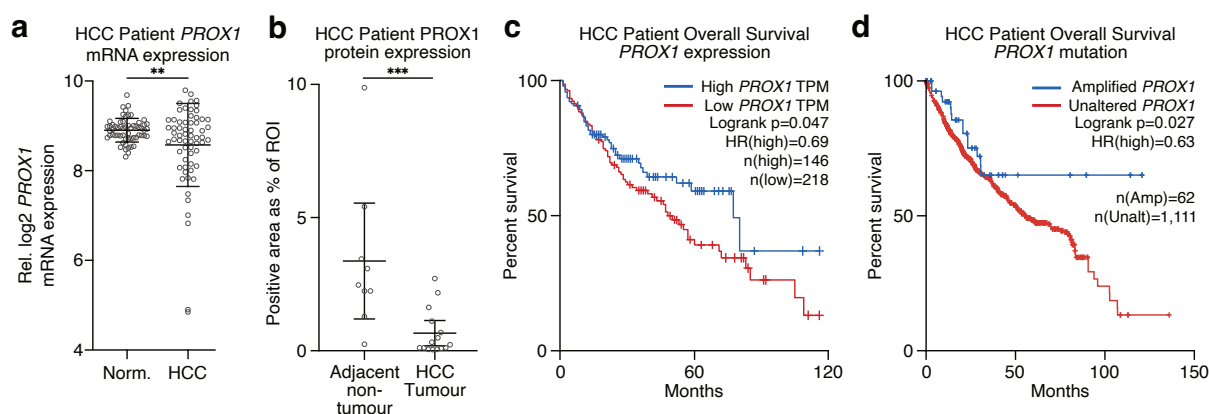 a
HCC Patient PROX1
mRNA expression
**
Rel. log2 PROX1
mRNA expression
10
8
6
4
Norm.
HCC
b
HCC Patient PROX1
protein expression
***
Positive area as % of ROI
10
5
0
Adjacent
non-
tumour
HCC
Tumour
c
HCC Patient Overall Survival
PROX1 expression
Percent survival
100
50
0
High PROX1 TPM
Low PROX1 TPM
Logrank p=0.047
HR(high)=0.69
n(high)=146
n(low)=218
0
60
120
Months
d
HCC Patient Overall Survival
PROX1 mutation
Percent survival
100
50
0
Amplified PROX1
Unaltered PROX1
Logrank p=0.027
HR(high)=0.63
n(Amp)=62
n(Unalt)=1,111
0
50
100
150
Months